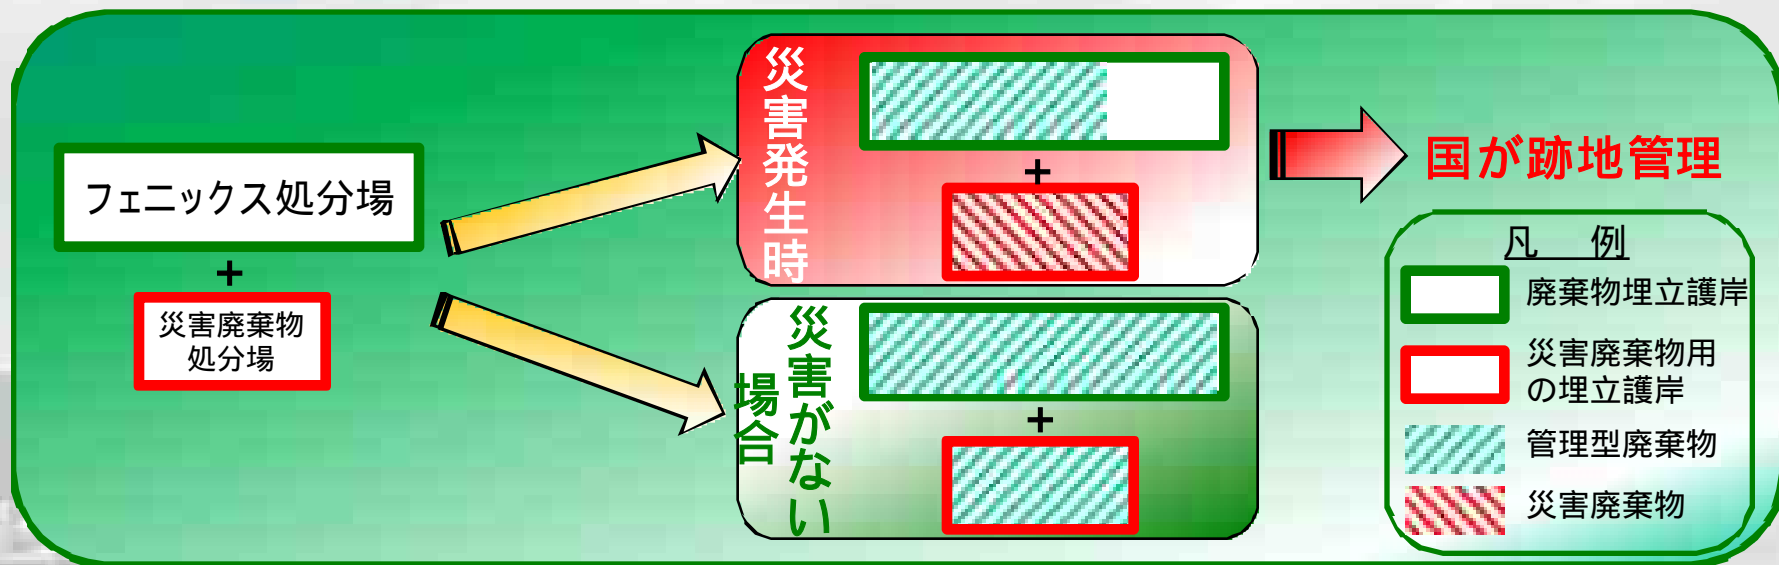 フェニックス処分場
+
災害廃棄物
処分場
災害発生時
+
災害がない
場合
+
国が跡地管理
凡 例
廃棄物埋立護岸
災害廃棄物用
の埋立護岸
管理型廃棄物
災害廃棄物